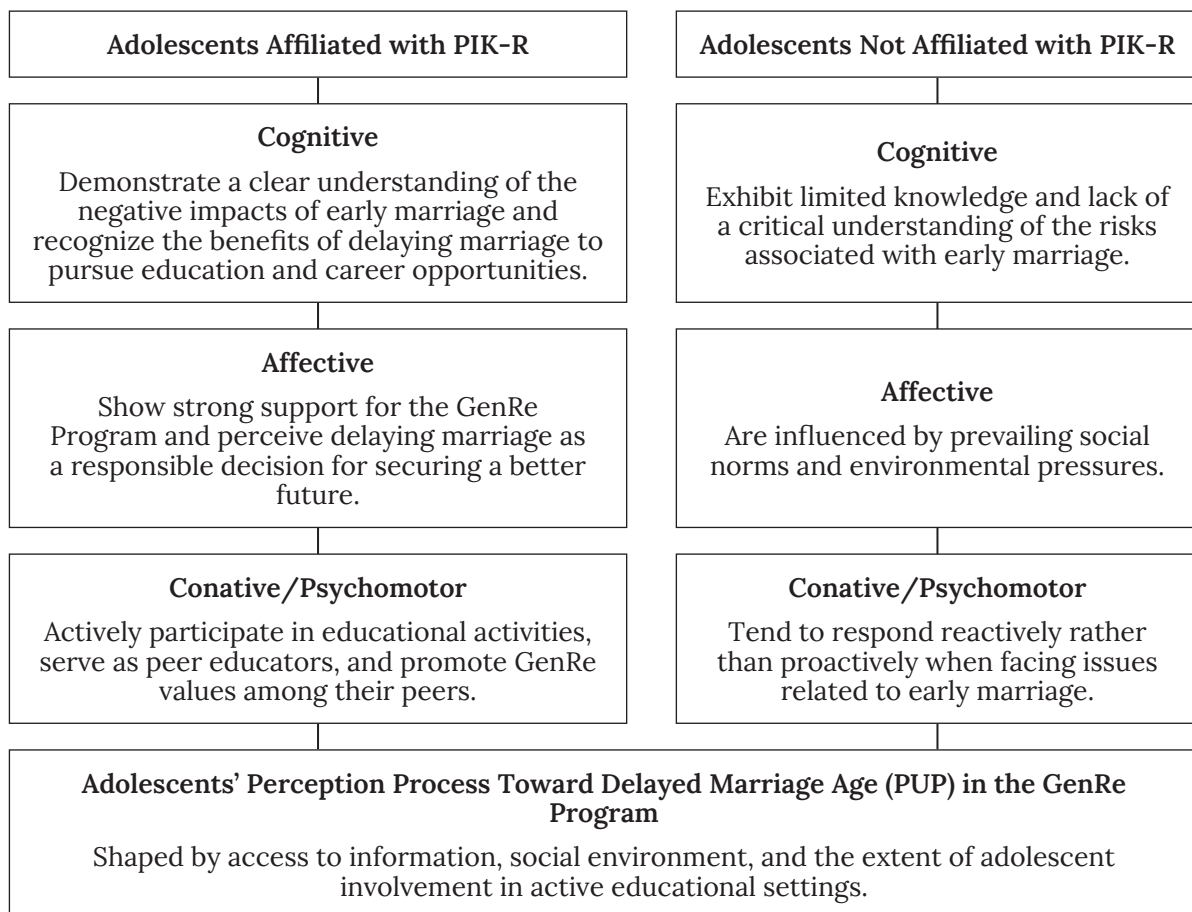 Adolescents Affiliated with PIK-R
Cognitive
Demonstrate a clear understanding of the
negative impacts of early marriage and
recognize the benefits of delaying marriage to
pursue education and career opportunities.
Affective
Show strong support for the GenRe
Program and perceive delaying marriage as
a responsible decision for securing a better
future.
Conative/Psychomotor
Actively participate in educational activities,
serve as peer educators, and promote GenRe
values among their peers.
Adolescents Not Affiliated with PIK-R
Cognitive
Exhibit limited knowledge and lack of
a critical understanding of the risks
associated with early marriage.
Affective
Are influenced by prevailing social
norms and environmental pressures.
Conative/Psychomotor
Tend to respond reactively rather
than proactively when facing issues
related to early marriage.
Adolescents’ Perception Process Toward Delayed Marriage Age (PUP) in the GenRe
Program
Shaped by access to information, social environment, and the extent of adolescent
involvement in active educational settings.